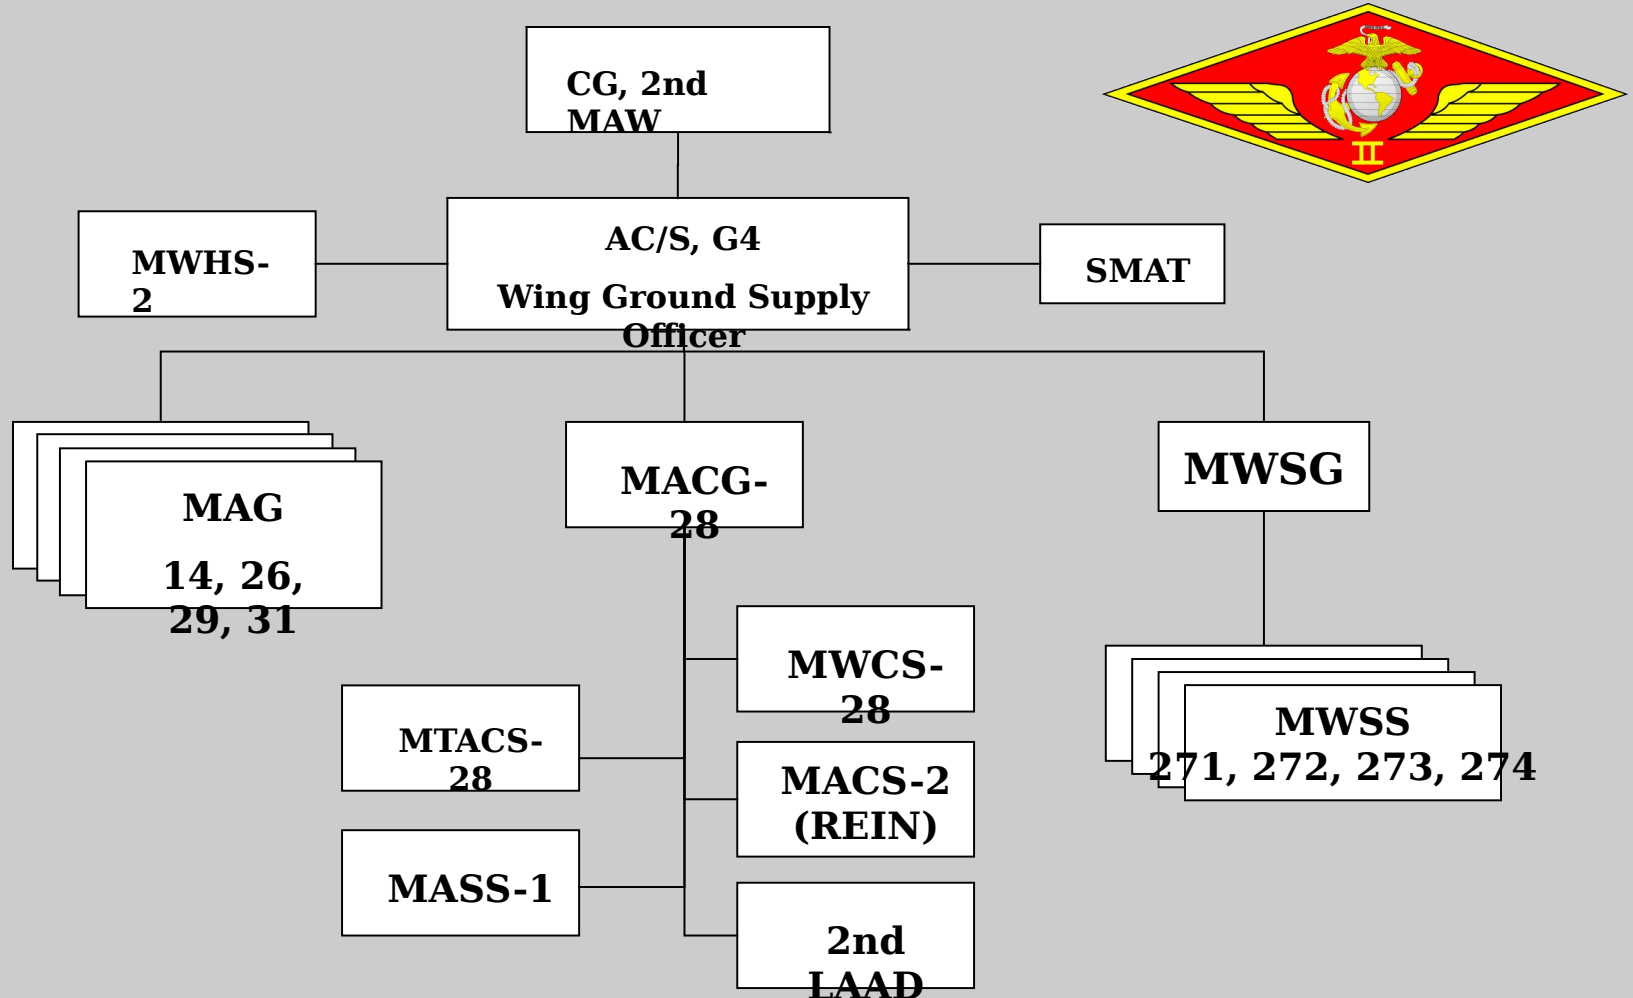 CG, 2nd
MAW
AC/S, G4
Wing Ground Supply
Officer
MWHS-
2
SMAT
MAG
14, 26,
29, 31
MACG-
28
MWSG
MWCS-
28
MTACS-
28
MACS-2
(REIN)
MASS-1
2nd
LAAD
MWSS
271, 272, 273, 274
II